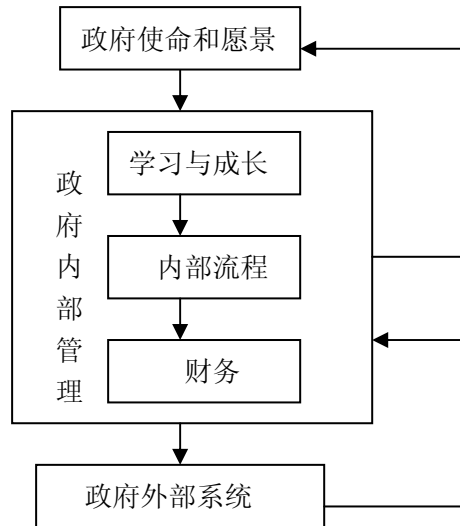 政府使命和愿景
政府内部管理
学习与成长
内部流程
财务
政府外部系统